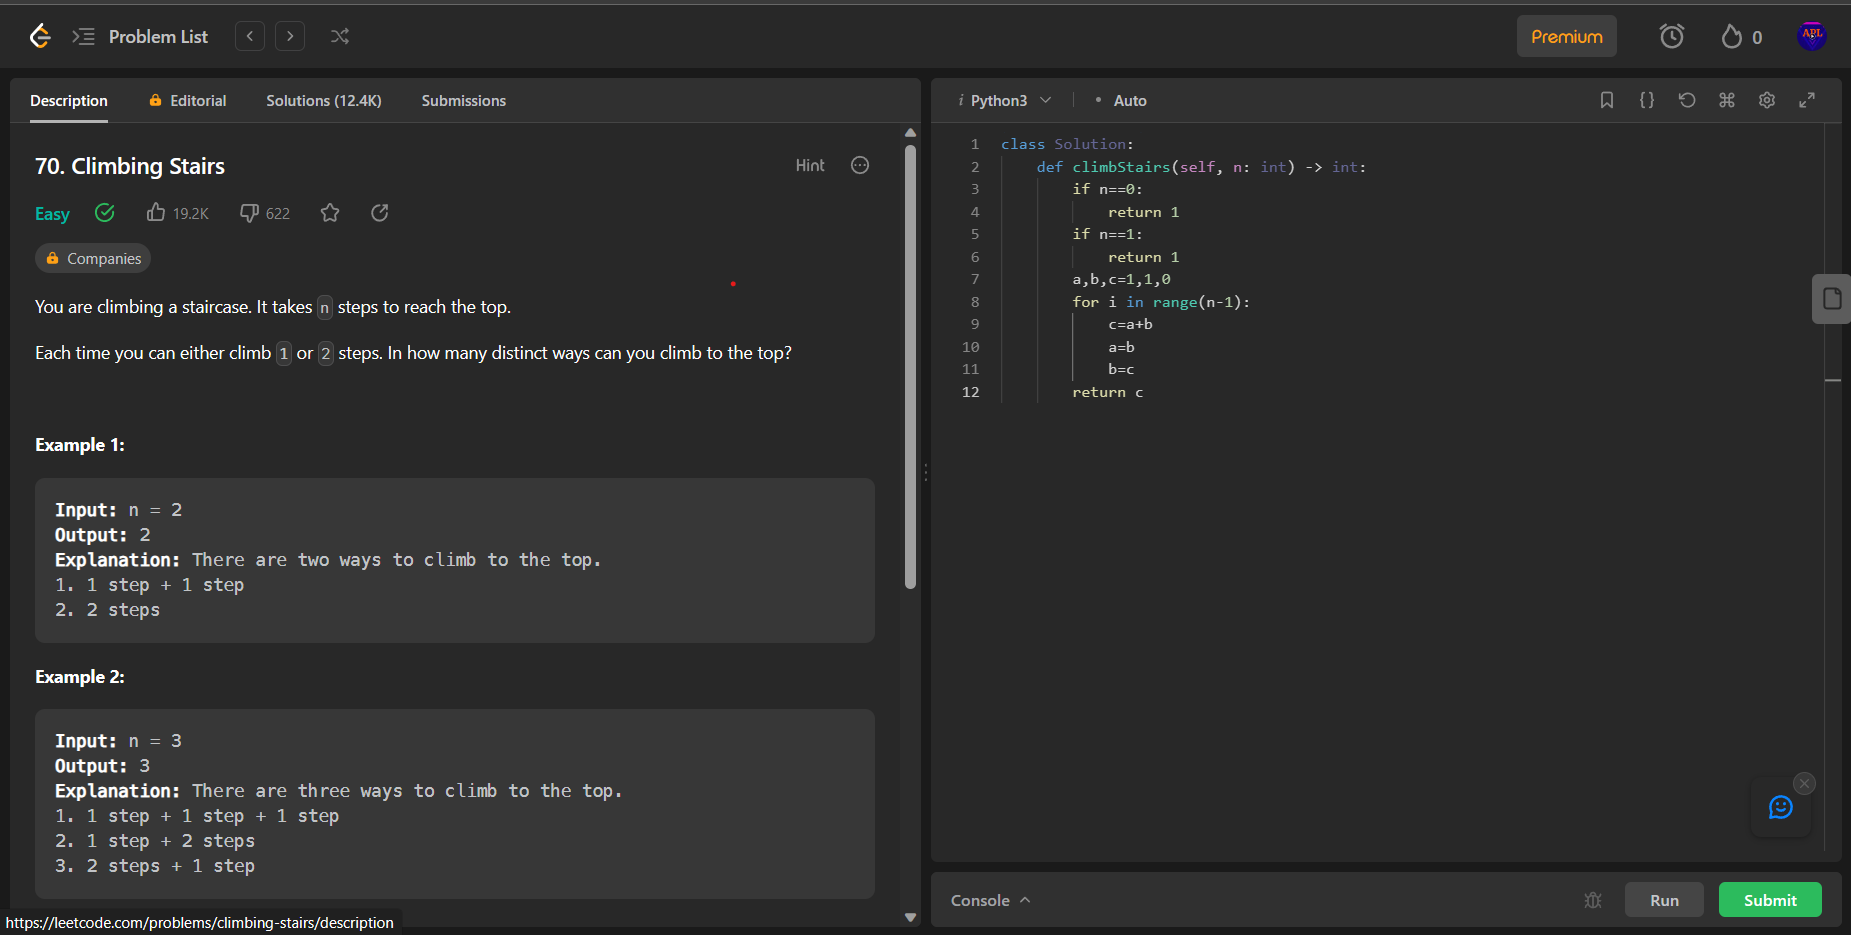 Problem List
Premium
0
APL
Description
Editorial
Solutions (12.4K)
Submissions
70. Climbing Stairs
Hint
Easy
19.2K
622
Companies
You are climbing a staircase. It takes n steps to reach the top.
Each time you can either climb 1 or 2 steps. In how many distinct ways can you climb to the top?
Example 1:
Input: n = 2
Output: 2
Explanation: There are two ways to climb to the top.
1. 1 step + 1 step
2. 2 steps
Example 2:
Input: n = 3
Output: 3
Explanation: There are three ways to climb to the top.
1. 1 step + 1 step + 1 step
2. 1 step + 2 steps
3. 2 steps + 1 step
https://leetcode.com/problems/climbing-stairs/description
i Python3
• Auto
1 class Solution:
2 def climbStairs(self, n: int) -> int:
3 if n==0:
4 return 1
5 if n==1:
6 return 1
7 a,b,c=1,1,0
8 for i in range(n-1):
9 c=a+b
10 a=b
11 b=c
12 return c
Console
Run
Submit